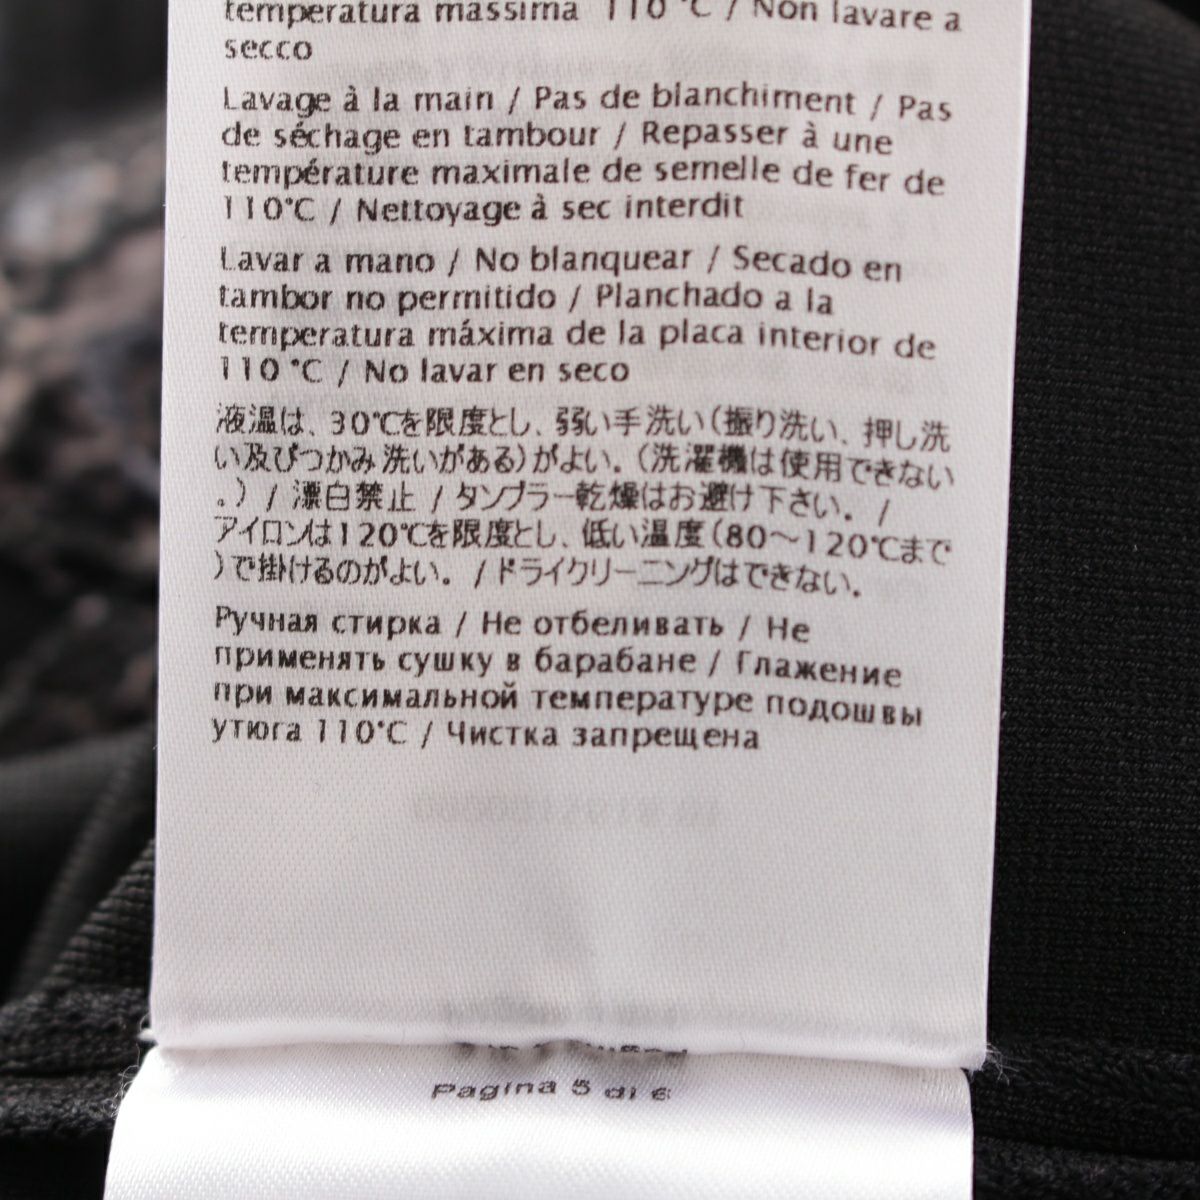 temperatura massima 110 °C / Non lavare a
secco
Lavage à la main / Pas de blanchiment / Pas
de séchage en tambour / Repasser à une
température maximale de semelle de fer de
110°C / Nettoyage à sec interdit
Lavar a mano / No blanquear / Secado en
tambor no permitido / Planchado a la
temperatura máxima de la placa interior de
110 °C / No lavar en seco
液温は、30℃を限度とし、弱い手洗い(振り洗い、押し洗
い及びつかみ洗いがある)がよい。(洗濯機は使用できない
。) / 漂白禁止 / タンブラー乾燥はお避け下さい。 /
アイロンは120℃を限度とし、低い温度(80～120℃まで
)で掛けるのがよい。 / ドライクリーニングはできない。
Ручная стирка / Не отбеливать / Не
применять сушку в барабане / Глажение
при максимальной температуре подошвы
утюга 110°C / Чистка запрещена
Pagina 5 di 6